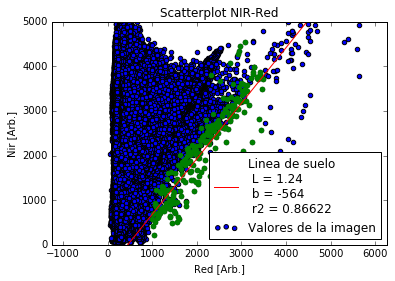 Scatterplot NIR-Red
5000
4000
3000
2000
1000
0
Nir [Arb.]
-1000 0 1000 2000 3000 4000 5000 6000
Red [Arb.]
Linea de suelo
L = 1.24
b = -564
r2 = 0.86622
Valores de la imagen